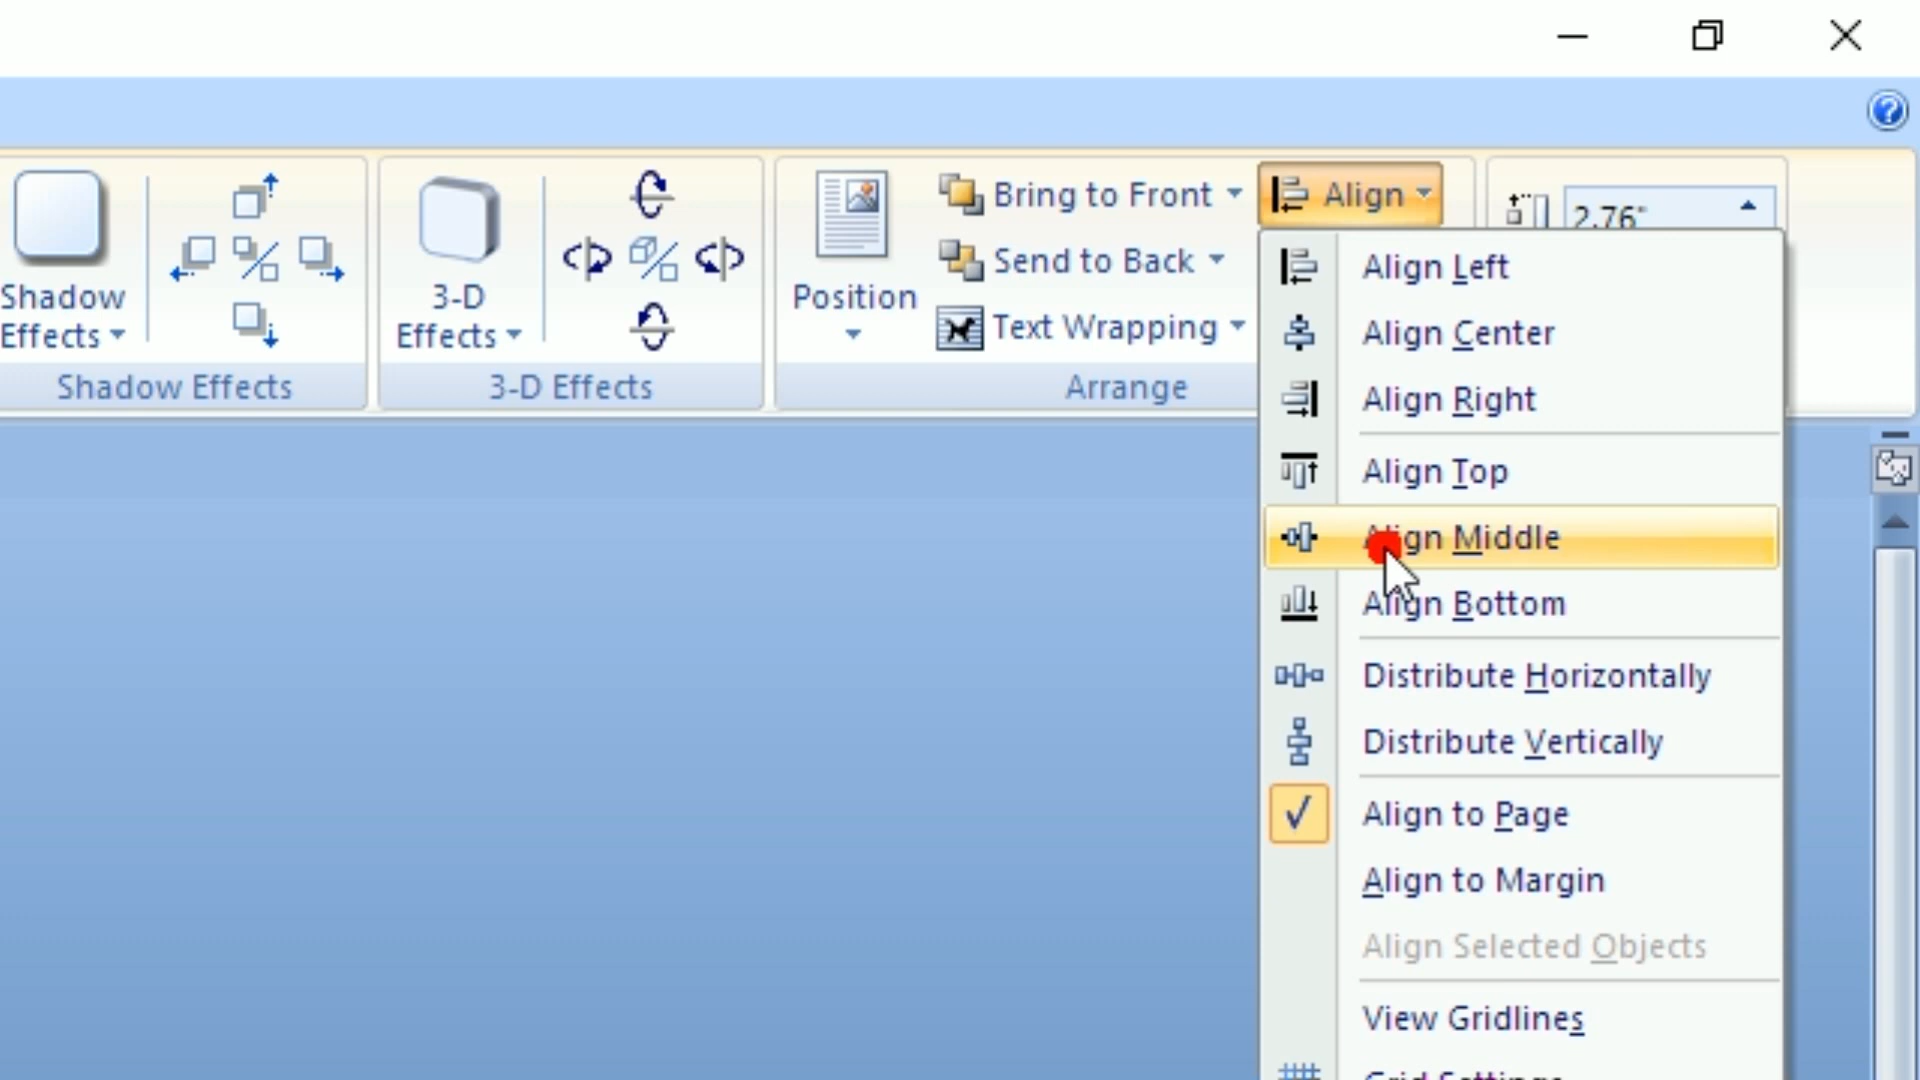 Shadow
Effects
Shadow Effects
3-D
Effects
3-D Effects
Position
Bring to Front
Send to Back
Text Wrapping
Arrange
Align
2.76"
Align Left
Align Center
Align Right
Align Top
Align Middle
Align Bottom
Distribute Horizontally
Distribute Vertically
Align to Page
Align to Margin
Align Selected Objects
View Gridlines
Grid Settings